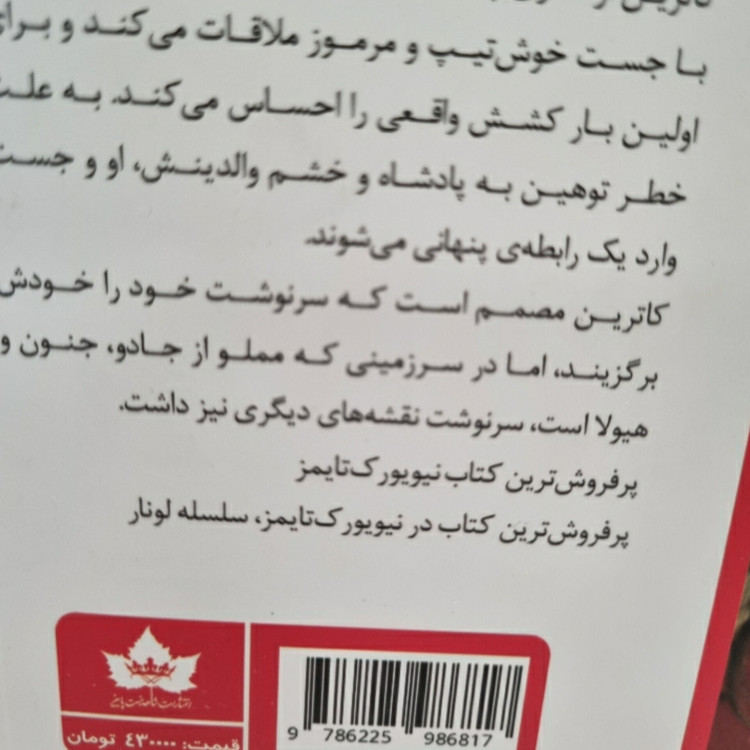 با جست خوش‌تیپ و مرموز ملاقات می‌کند و برای
اولین بار کشش واقعی را احساس می‌کند. به علت
خطر توهین به پادشاه و خشم والدینش، او و جست
وارد یک رابطه‌ی پنهانی می‌شوند.
کاترین مصمم است که سرنوشت خود را خودش
برگزیند، اما در سرزمینی که مملو از جادو، جنون و
هیولا است، سرنوشت نقشه‌های دیگری نیز داشت.
پرفروش‌ترین کتاب نیویورک‌تایمز
پرفروش‌ترین کتاب در نیویورک‌تایمز، سلسله لونار
قیمت: ٤٣٠٠٠٠ تومان
9 786225 986817